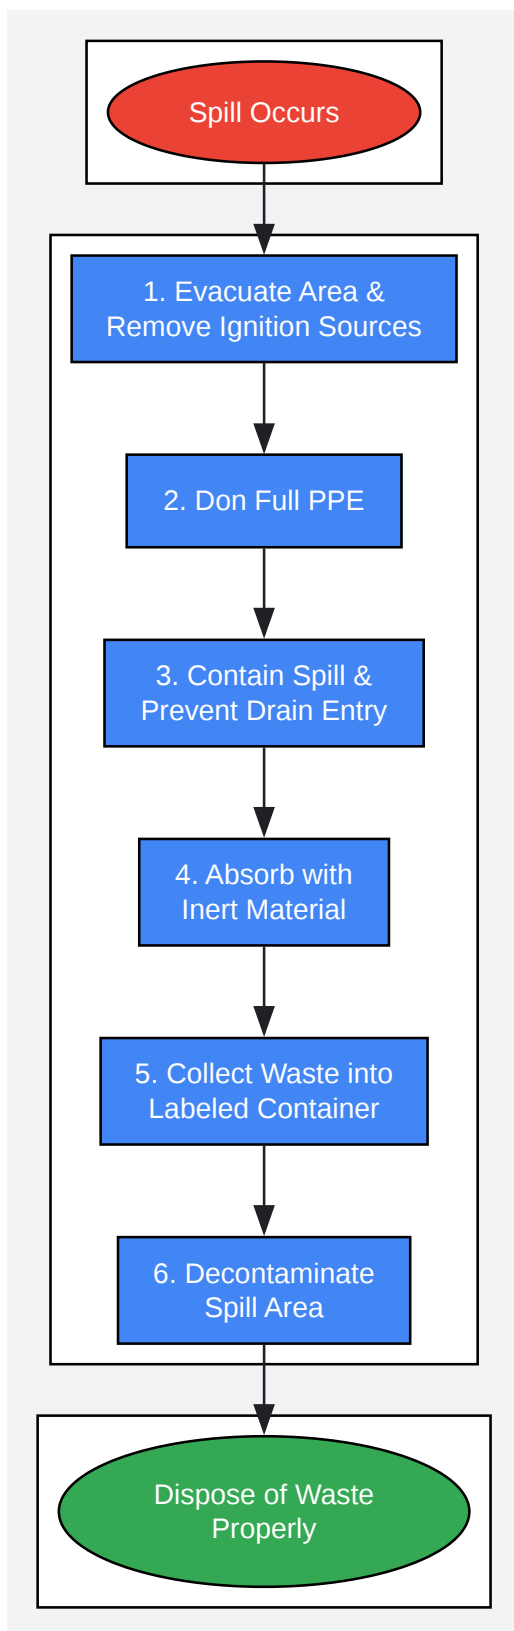 Spill Occurs
1. Evacuate Area &
Remove Ignition Sources
2. Don Full PPE
3. Contain Spill &
Prevent Drain Entry
4. Absorb with
Inert Material
5. Collect Waste into
Labeled Container
6. Decontaminate
Spill Area
Dispose of Waste
Properly